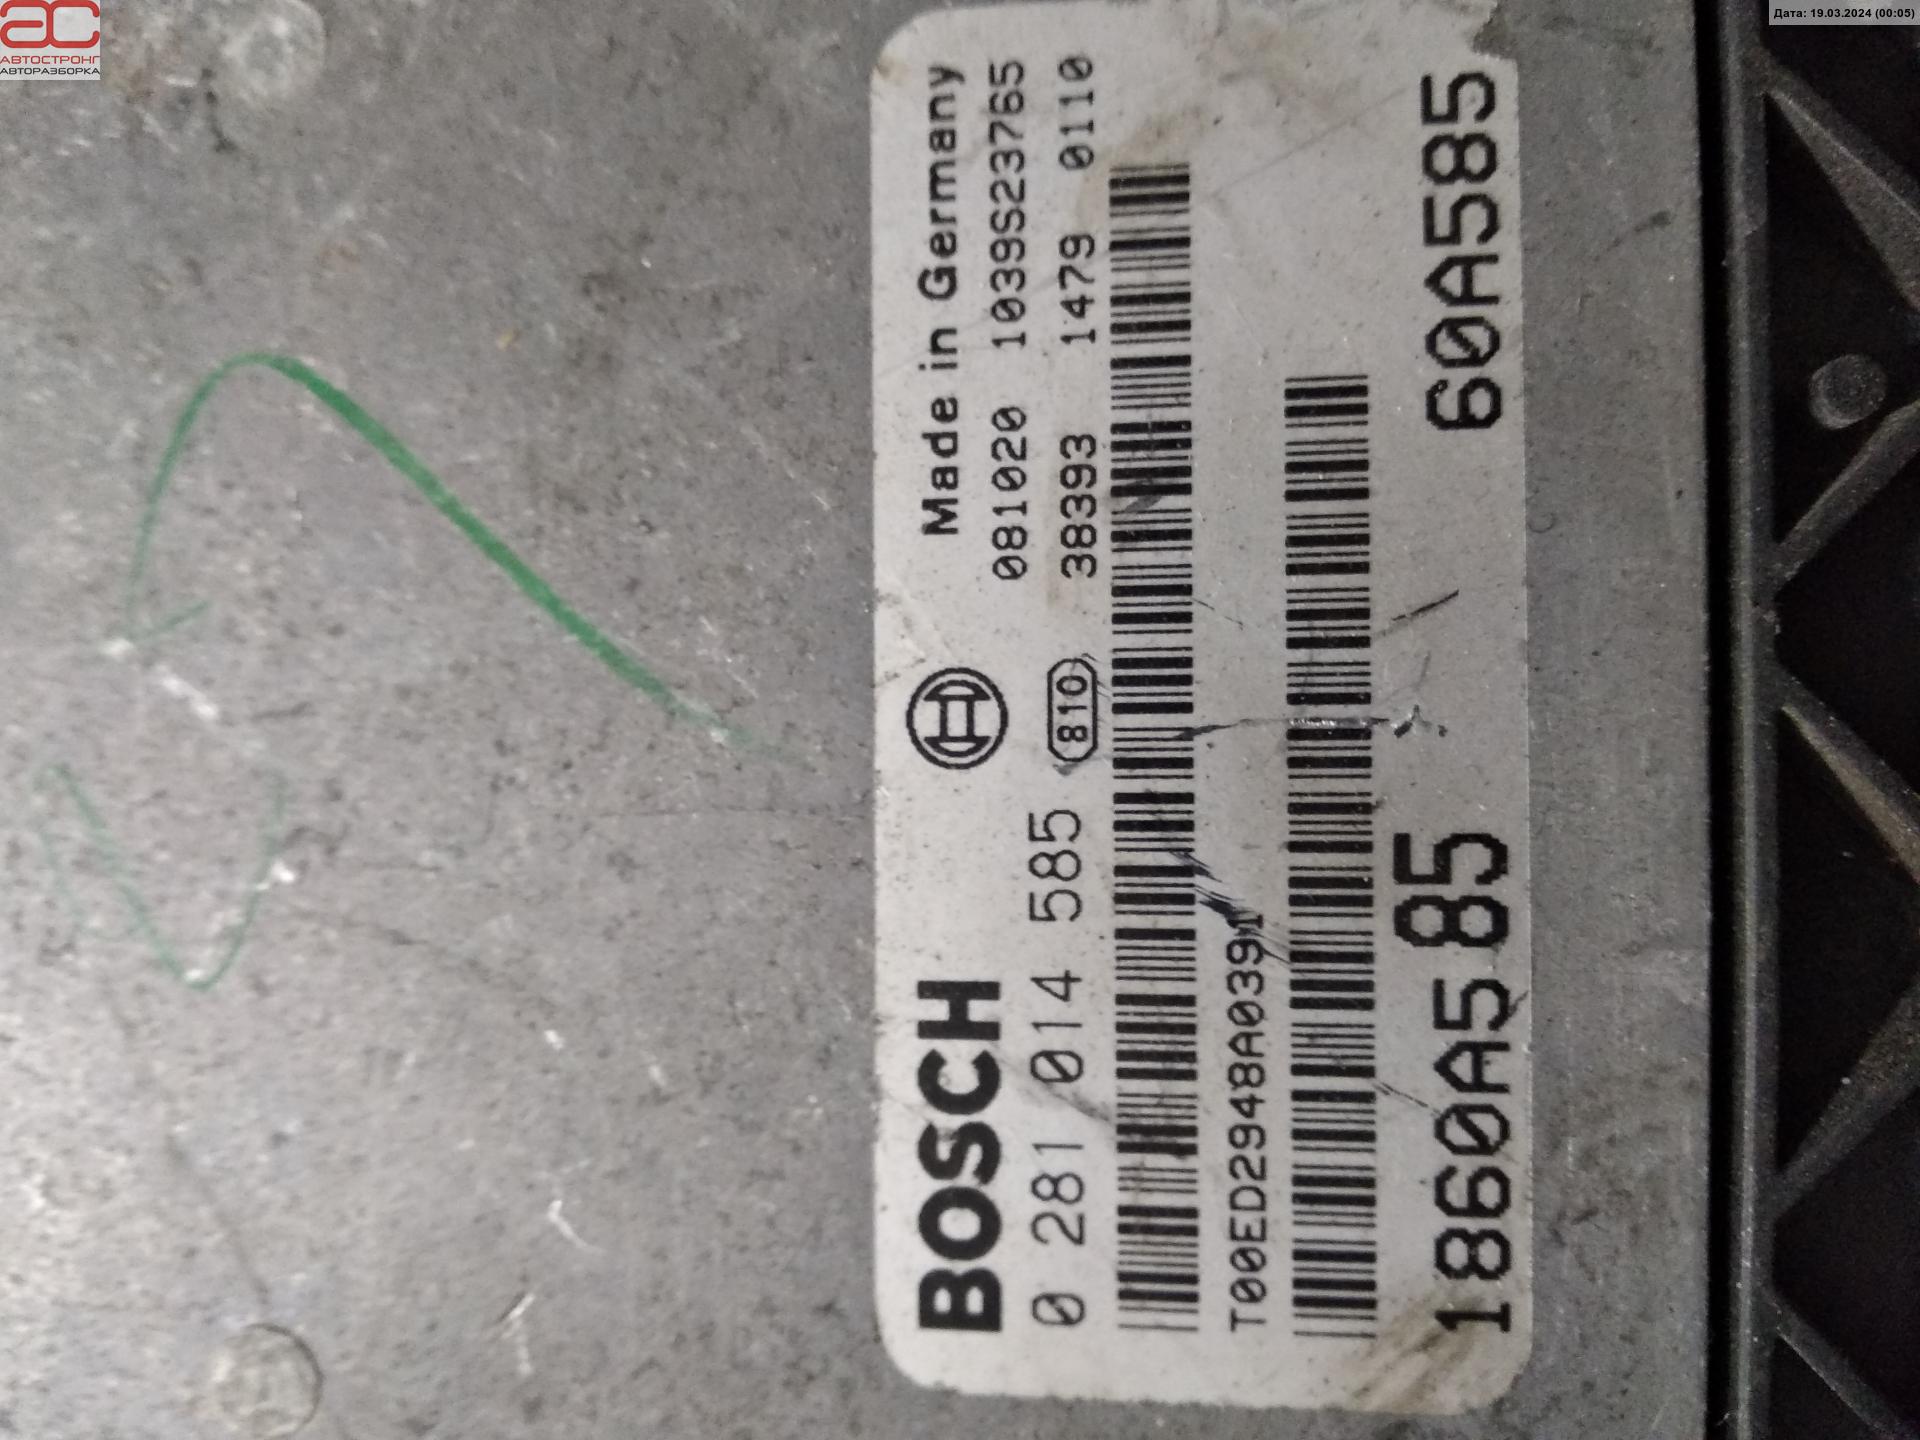 ac
АВТОСТРОНГ
АВТОРАЗБОРКА
Дата: 19.03.2024 (00:05)
BOSCH
Made in Germany
0 281 014 585
081020 1039S23765
810
38393 1479 0110
T00ED2948A0391
1860A585
60A585